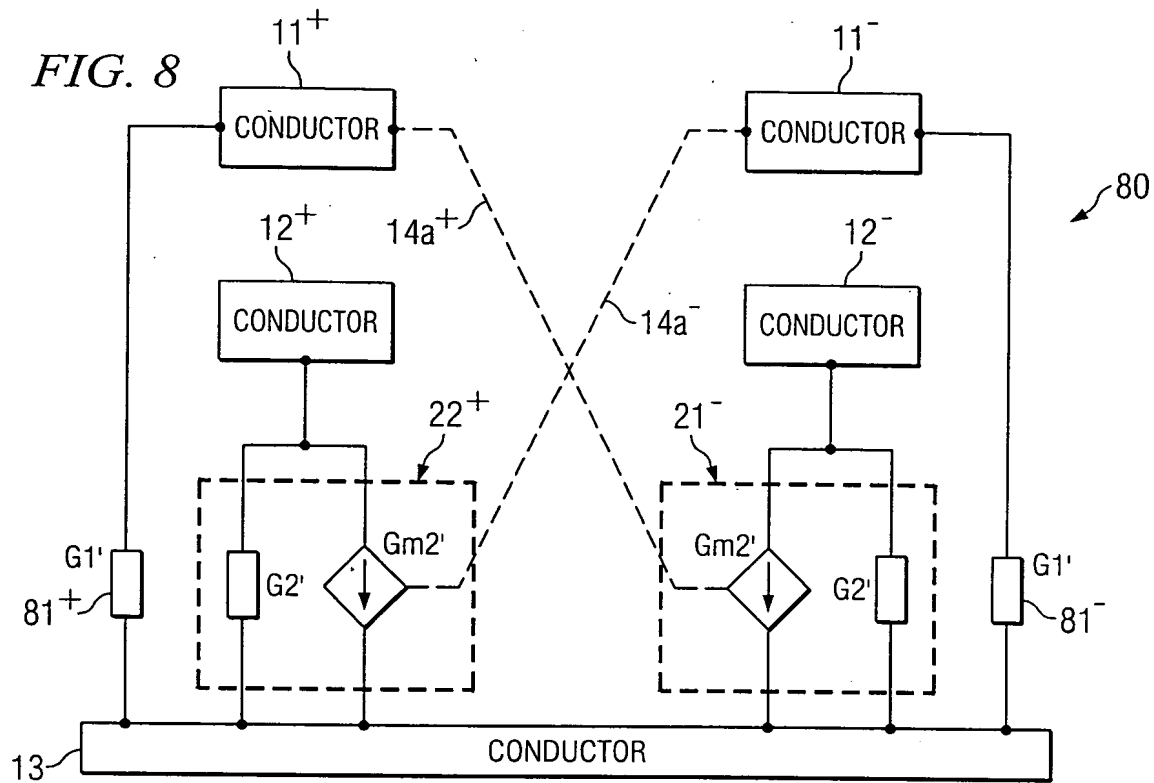 FIG. 8
11+
11-
CONDUCTOR
CONDUCTOR
80
12+
14a+
12-
14a-
CONDUCTOR
CONDUCTOR
22+
21-
G1'
G2'
Gm2'
Gm2'
G2'
G1'
81+
81-
13
CONDUCTOR